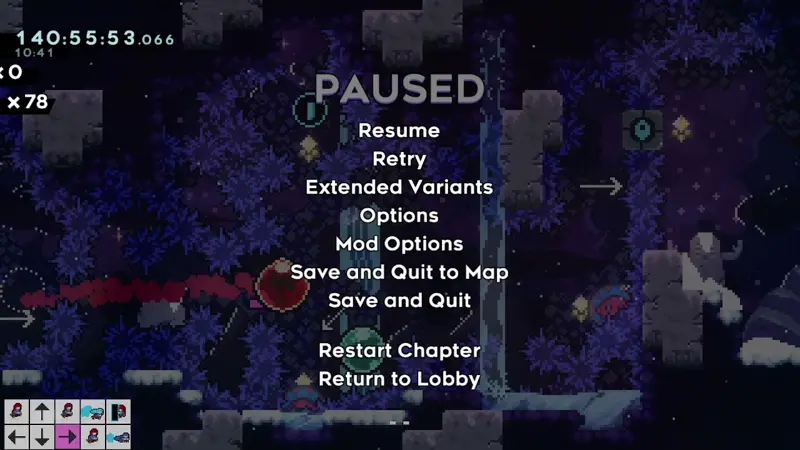 140:55:53.066
10:41
×0
×78
PAUSED
Resume
Retry
Extended Variants
Options
Mod Options
Save and Quit to Map
Save and Quit
Restart Chapter
Return to Lobby